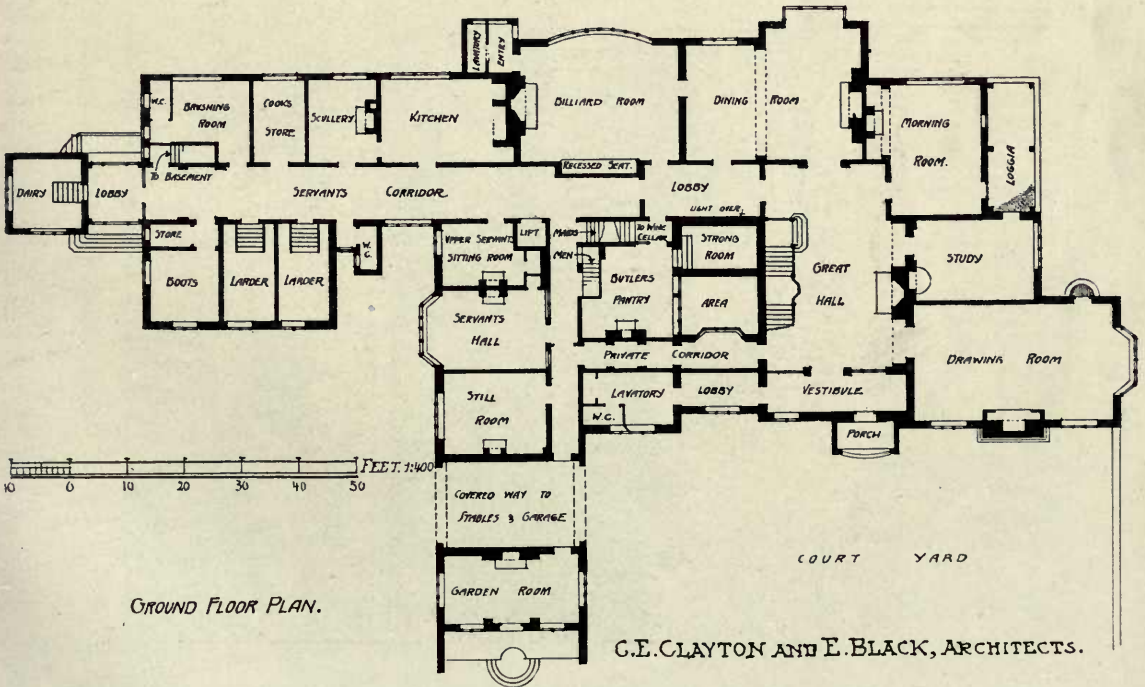 LAVATORY
ENTRY
W.C.
BRUSHING
ROOM
COOKS
STORE
SCULLERY
KITCHEN
BILLIARD ROOM
DINING ROOM
MORNING
ROOM.
LOGGIA
TO BASEMENT
RECESSED SEAT.
DAIRY
LOBBY
SERVANTS CORRIDOR
LOBBY
LIGHT OVER.
STORE
W.C.
UPPER SERVANTS
SITTING ROOM
LIFT
MAIDS
TO WINE
CELLAR
MEN
STRONG
ROOM
BOOTS
LARDER
LARDER
BUTLERS
PANTRY
AREA
GREAT
HALL
STUDY
SERVANTS
HALL
PRIVATE CORRIDOR
DRAWING ROOM
STILL
ROOM
LAVATORY
W.C.
LOBBY
VESTIBULE
PORCH
FEET. 1:400
10 0 10 20 30 40 50
COVERED WAY TO
STABLES & GARAGE
COURT YARD
GARDEN ROOM
GROUND FLOOR PLAN.
C.E.CLAYTON AND E.BLACK, ARCHITECTS.